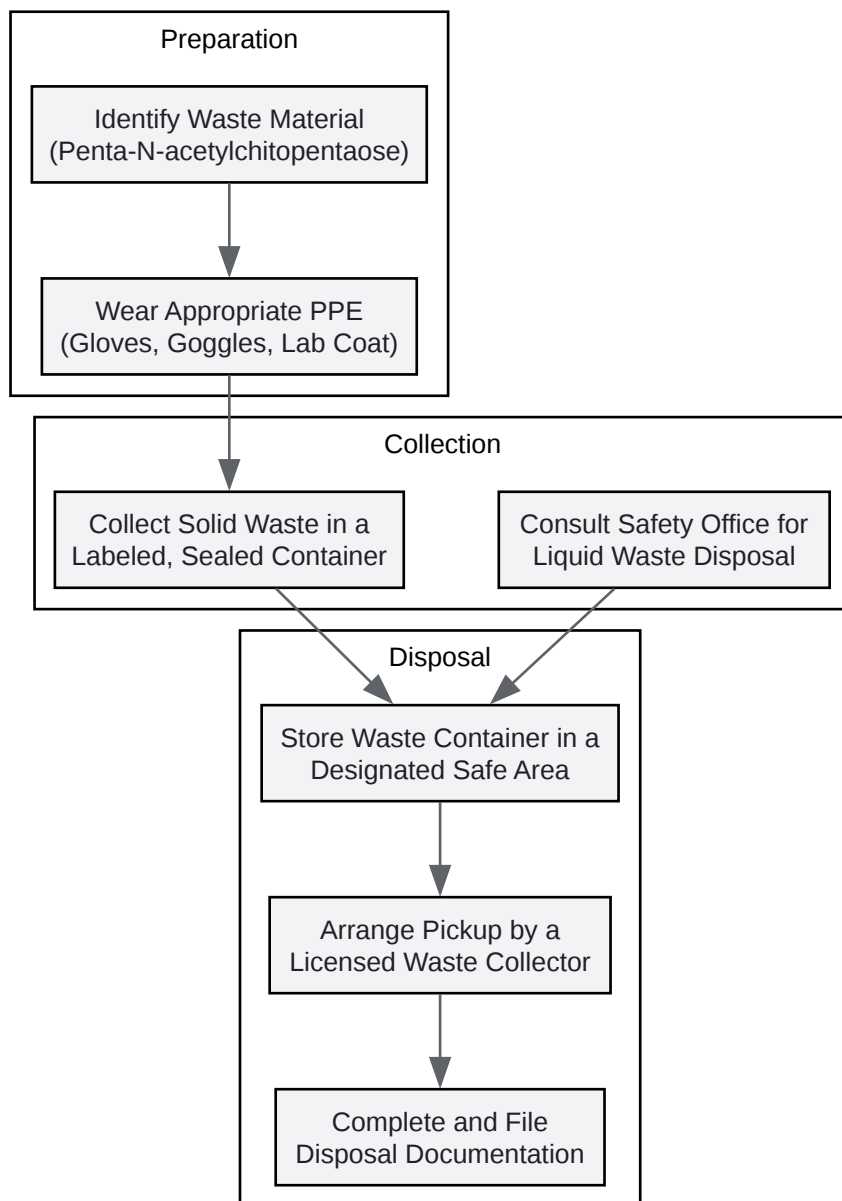 Preparation
Identify Waste Material
(Penta-N-acetylchitopentaose)
Wear Appropriate PPE
(Gloves, Goggles, Lab Coat)
Collection
Collect Solid Waste in a
Labeled, Sealed Container
Consult Safety Office for
Liquid Waste Disposal
Disposal
Store Waste Container in a
Designated Safe Area
Arrange Pickup by a
Licensed Waste Collector
Complete and File
Disposal Documentation